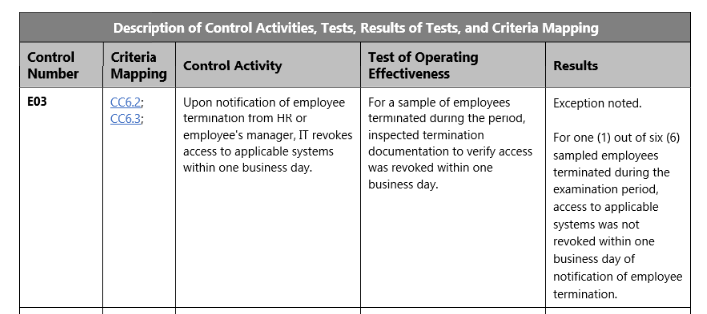 Description of Control Activities, Tests, Results of Tests, and Criteria Mapping
Control
Number
Criteria
Mapping
Control Activity
Test of Operating
Effectiveness
Results
E03
CC6.2;
CC6.3;
Upon notification of employee
termination from HR or
employee's manager, IT revokes
access to applicable systems
within one business day.
For a sample of employees
terminated during the period,
inspected termination
documentation to verify access
was revoked within one
business day.
Exception noted.
For one (1) out of six (6)
sampled employees
terminated during the
examination period,
access to applicable
systems was not
revoked within one
business day of
notification of employee
termination.